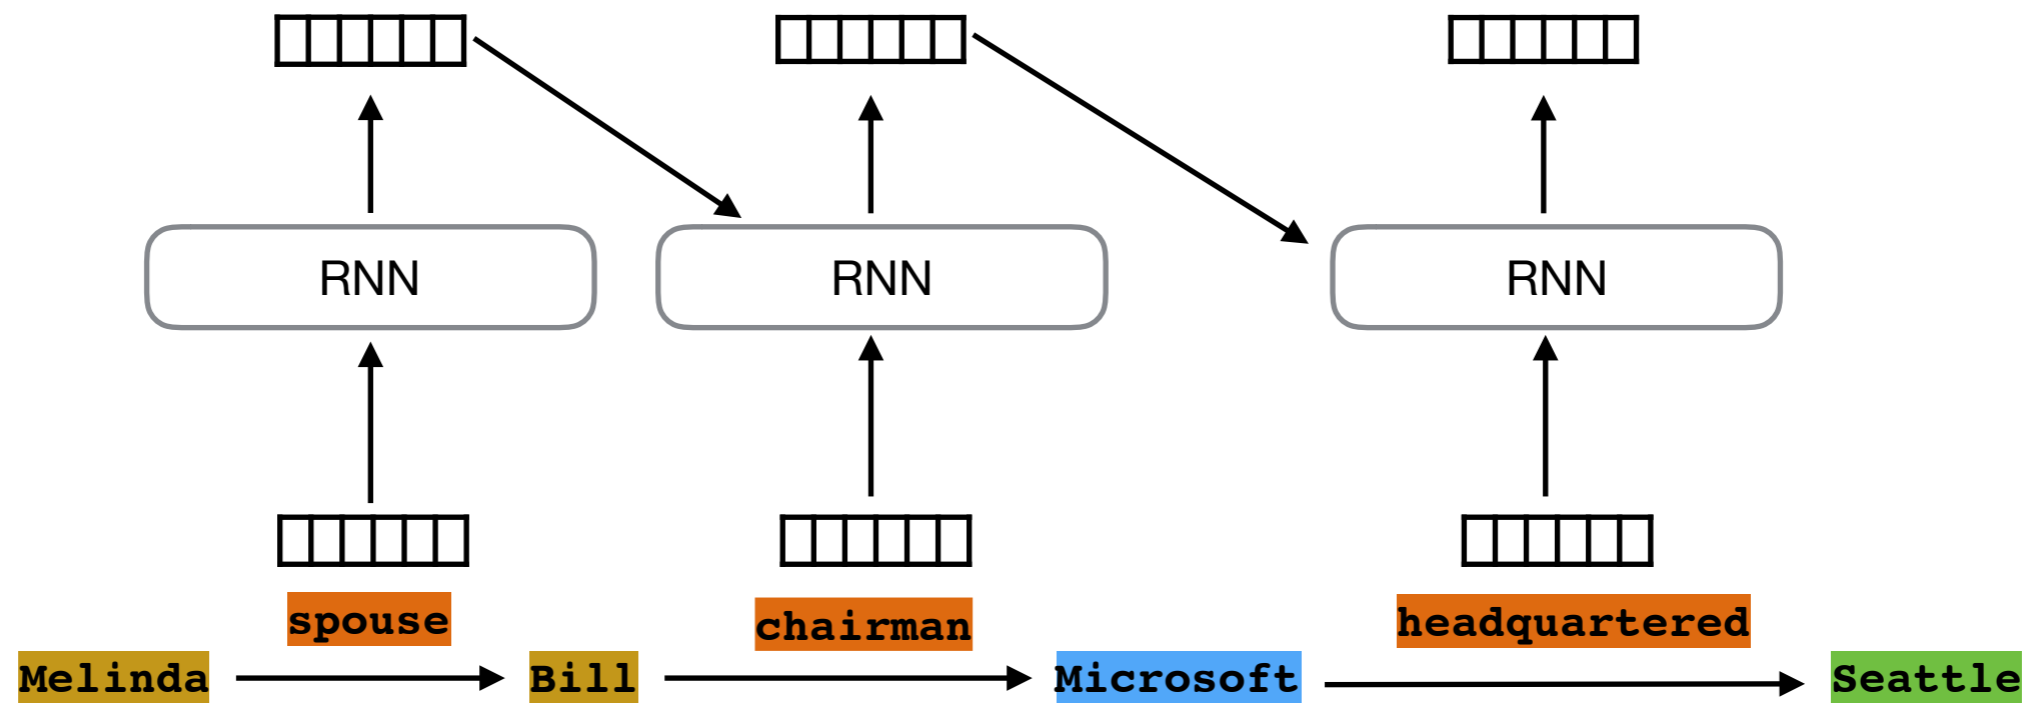 RNN RNN RNN
spouse chairman headquartered
Melinda Bill Microsoft Seattle